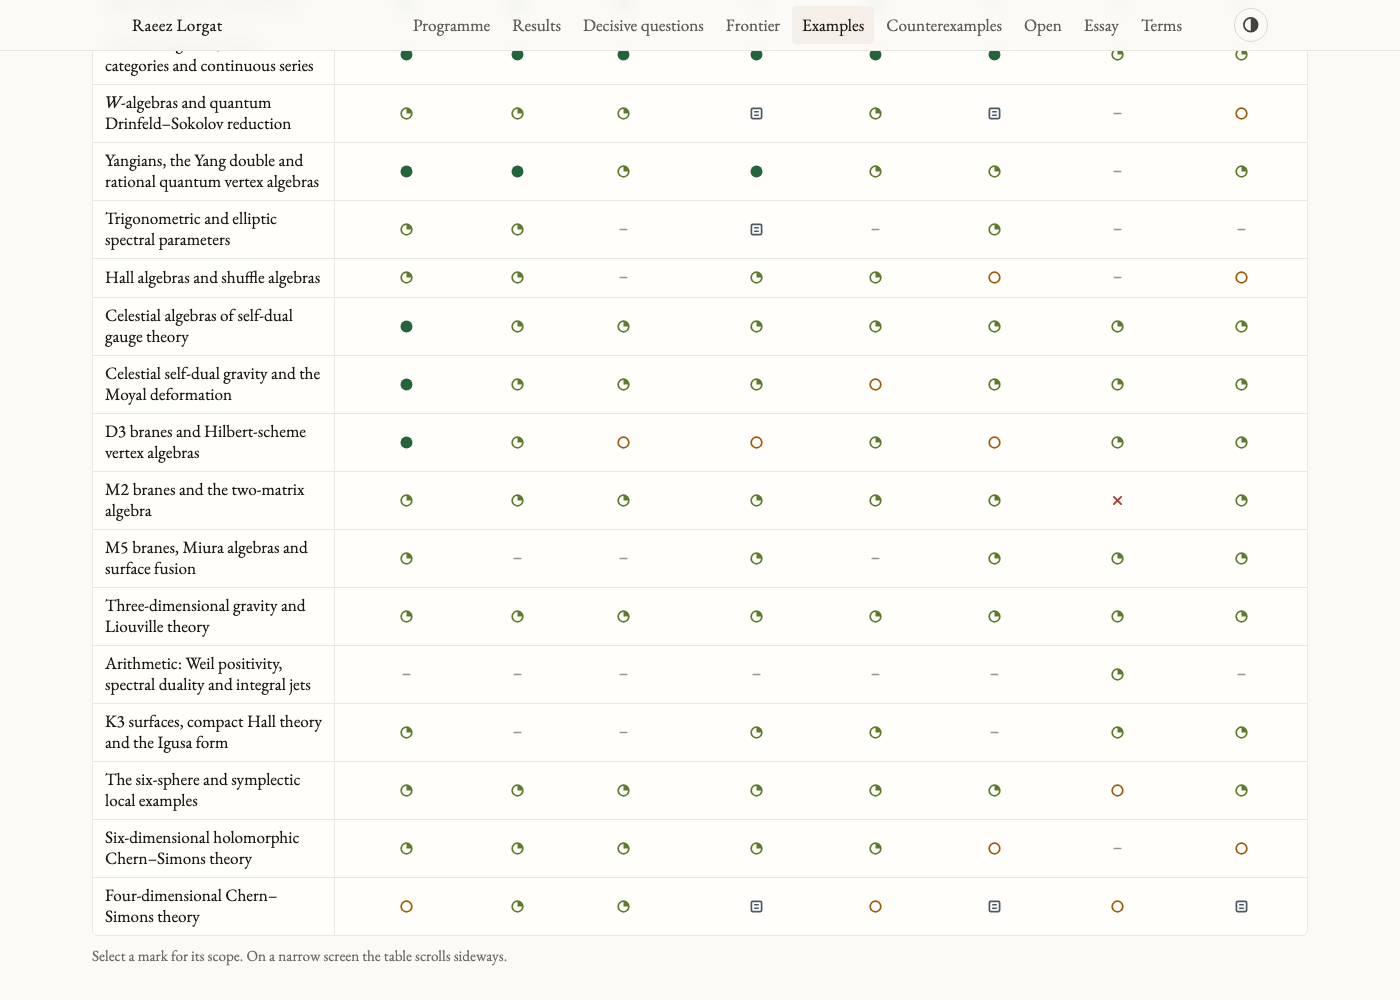 Raeez Lorgat
Programme
Results
Decisive questions
Frontier
Examples
Counterexamples
Open
Essay
Terms
categories and continuous series
W-algebras and quantum
Drinfeld–Sokolov reduction
Yangians, the Yang double and
rational quantum vertex algebras
Trigonometric and elliptic
spectral parameters
Hall algebras and shuffle algebras
Celestial algebras of self-dual
gauge theory
Celestial self-dual gravity and the
Moyal deformation
D3 branes and Hilbert-scheme
vertex algebras
M2 branes and the two-matrix
algebra
M5 branes, Miura algebras and
surface fusion
Three-dimensional gravity and
Liouville theory
Arithmetic: Weil positivity,
spectral duality and integral jets
K3 surfaces, compact Hall theory
and the Igusa form
The six-sphere and symplectic
local examples
Six-dimensional holomorphic
Chern–Simons theory
Four-dimensional Chern–
Simons theory
Select a mark for its scope. On a narrow screen the table scrolls sideways.